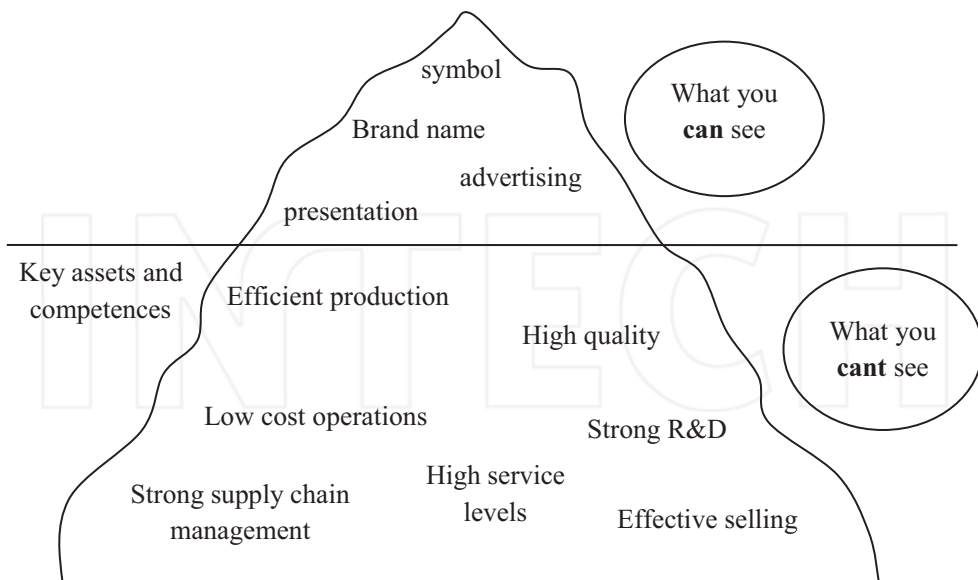 symbol
What you
can see
Brand name
advertising
presentation
INTECH
Key assets and
competences
Efficient production
High quality
What you
cant see
Low cost operations
Strong R&D
High service
levels
Strong supply chain
management
Effective selling